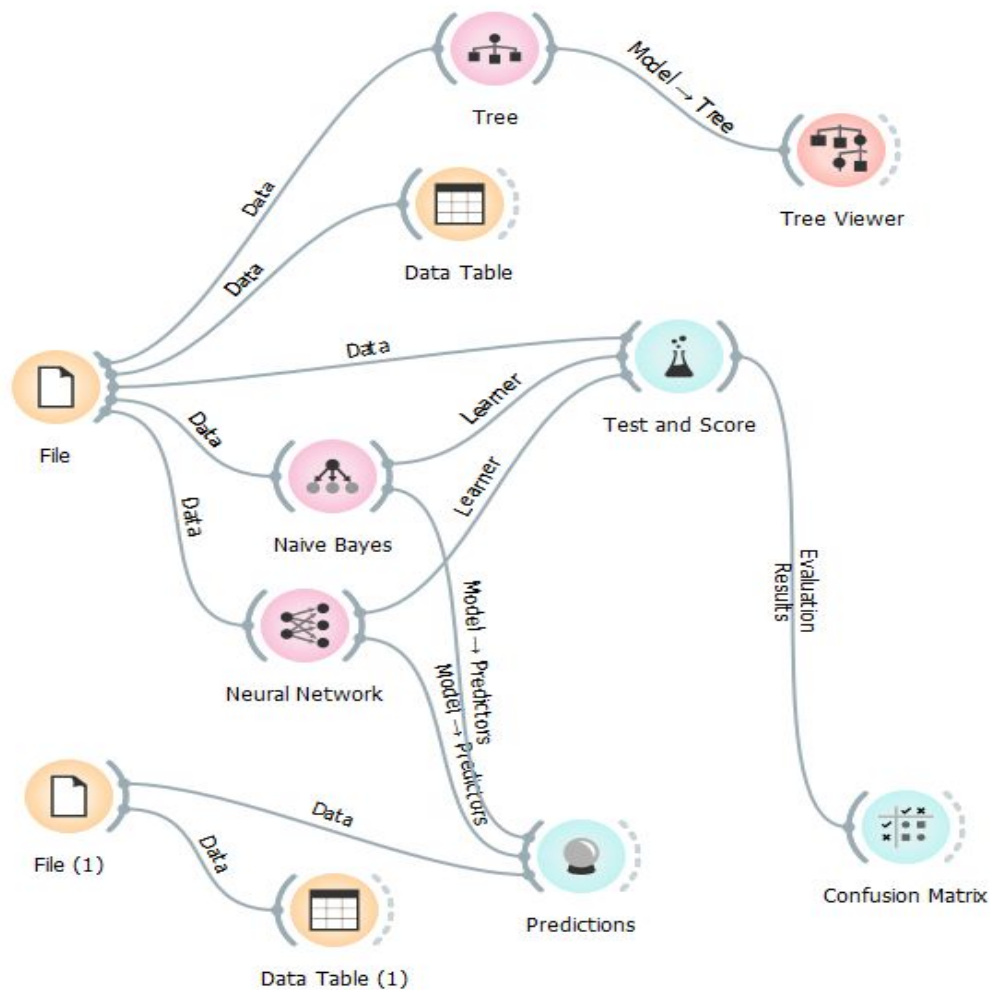 Tree
Model → Tree
Tree Viewer
Data
Data Table
Data
Data
Test and Score
File
Data
Learner
Naive Bayes
Data
Learner
Neural Network
Model → Predictors
Model → Predictors
Evaluation
Results
File (1)
Data
Data
Data Table (1)
Predictions
Confusion Matrix